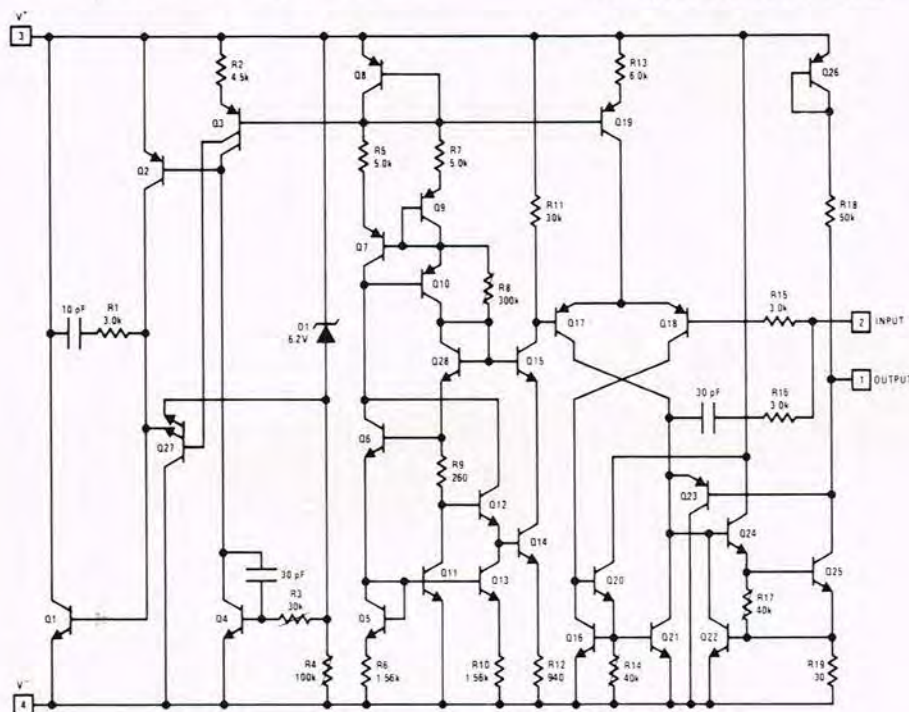 V+
3
R2
4.5k
Q3
Q2
Q8
R13
6.0k
Q19
Q26
R5
5.0k
R7
5.0k
Q9
R11
30k
R18
50k
Q7
Q10
R8
300k
10 pF
R1
3.0k
D1
6.2V
Q28
Q15
Q17
Q18
R15
3.0k
2
INPUT
1
OUTPUT
30 pF
R16
3.0k
Q27
Q6
R9
260
Q12
Q23
Q24
Q14
Q25
30 pF
Q11
Q13
Q20
R17
40k
Q1
Q4
R3
30k
Q5
Q16
Q21
Q22
R4
100k
R6
1.56k
R10
1.56k
R12
940
R14
40k
R19
30
V-
4